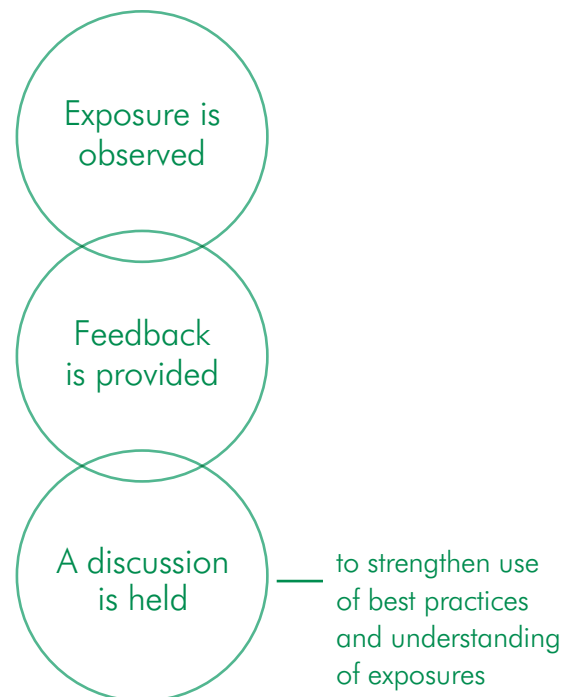 Exposure is
observed
Feedback
is provided
A discussion
is held
to strengthen use
of best practices
and understanding
of exposures